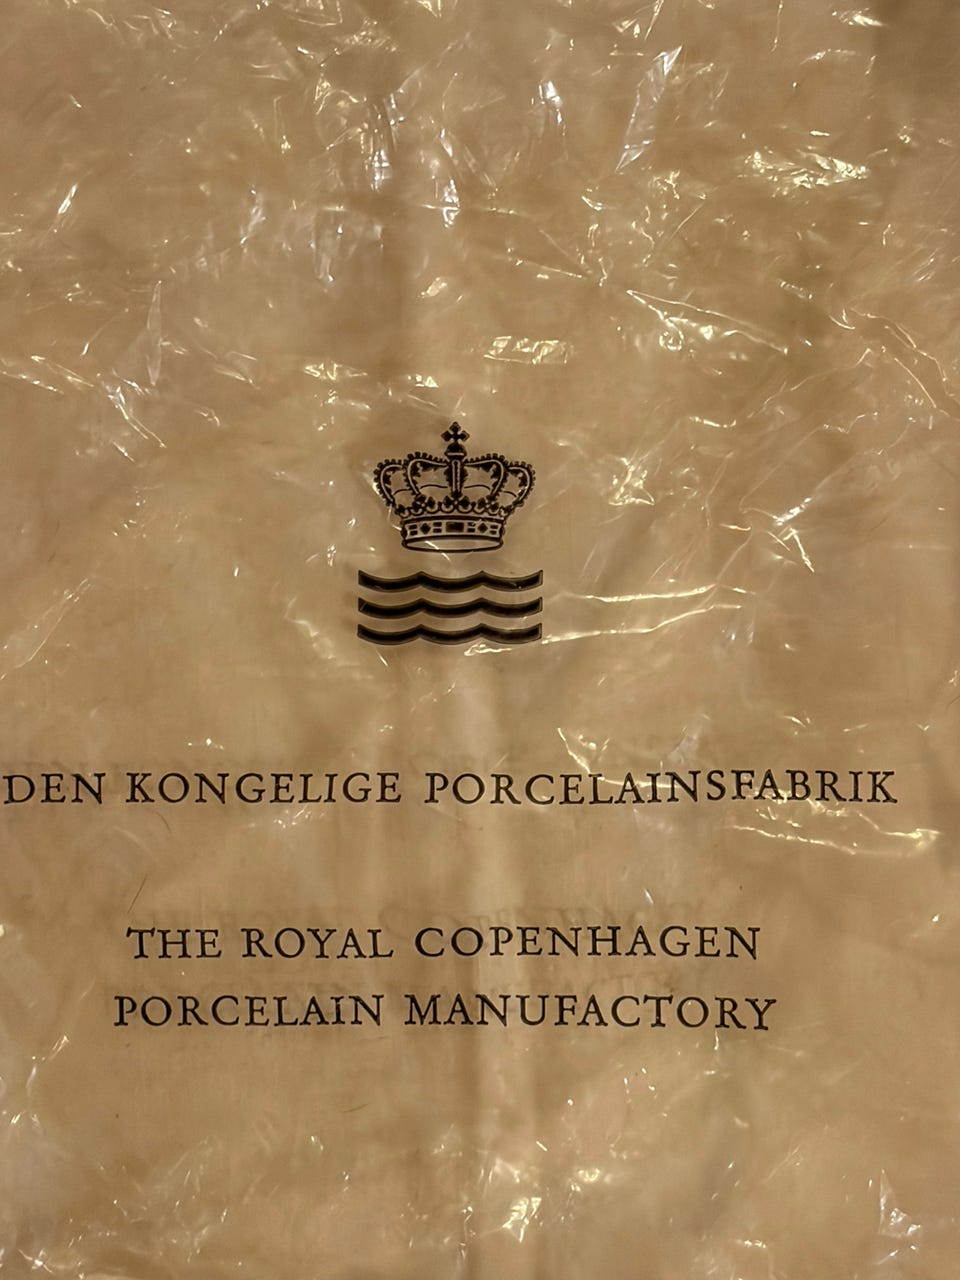 DEN KONGELIGE PORCELAINSFABRIK
THE ROYAL COPENHAGEN
PORCELAIN MANUFACTORY